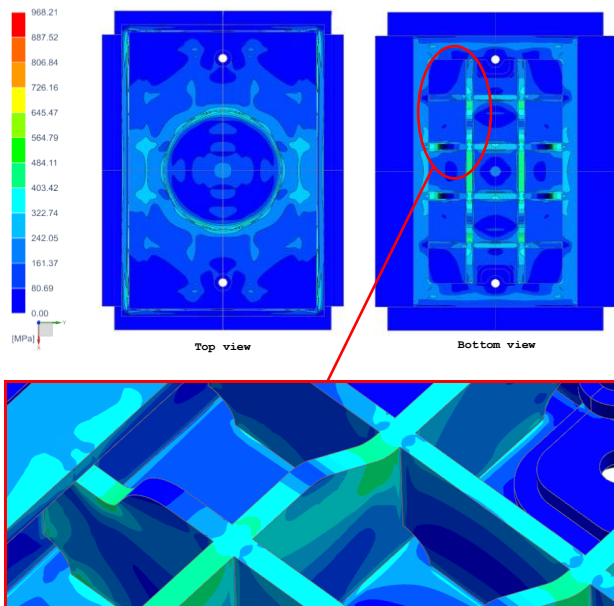 968.21
887.52
806.84
726.16
645.47
564.79
484.11
403.42
322.74
242.05
161.37
80.69
0.00
[MPa]
Y
X
Top view
Bottom view